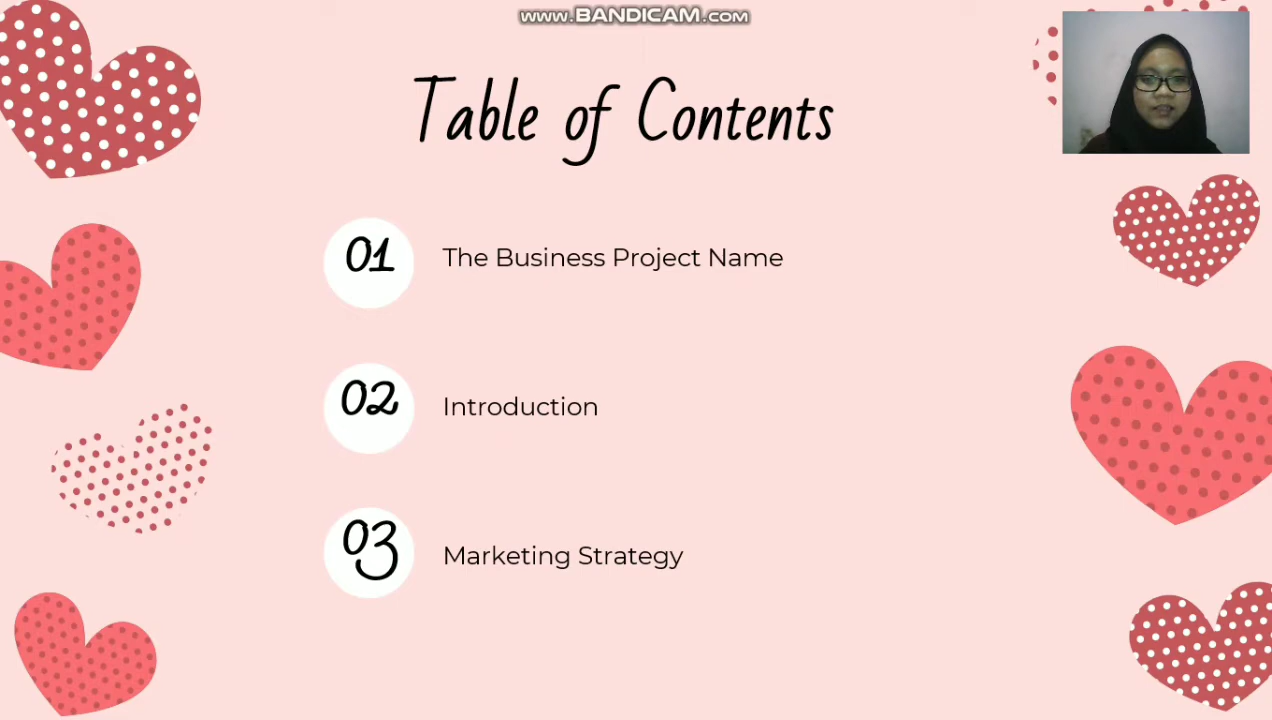 www.BANDICAM.com
Table of Contents
01
The Business Project Name
02
Introduction
03
Marketing Strategy